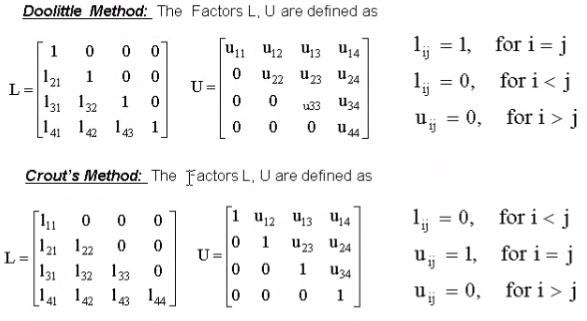 Doolittle Method: The Factors L, U are defined as
L = [1 0 0 0
l21 1 0 0
l31 l32 1 0
l41 l42 l43 1]
U = [u11 u12 u13 u14
0 u22 u23 u24
0 0 u33 u34
0 0 0 u44]
lij = 1, for i = j
lij = 0, for i < j
uij = 0, for i > j
Crout's Method: The Factors L, U are defined as
L = [l11 0 0 0
l21 l22 0 0
l31 l32 l33 0
l41 l42 l43 l44]
U = [1 u12 u13 u14
0 1 u23 u24
0 0 1 u34
0 0 0 1]
lij = 0, for i < j
uij = 1, for i = j
uij = 0, for i > j